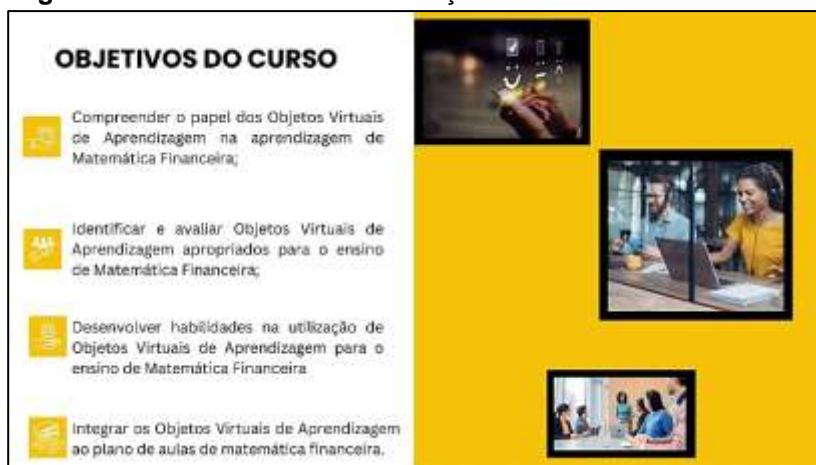 OBJETIVOS DO CURSO
Compreender o papel dos Objetos Virtuais
de Aprendizagem na aprendizagem de
Matemática Financeira;
Identificar e avaliar Objetos Virtuais de
Aprendizagem apropriados para o ensino
de Matemática Financeira;
Desenvolver habilidades na utilização de
Objetos Virtuais de Aprendizagem para o
ensino de Matemática Financeira
Integrar os Objetos Virtuais de Aprendizagem
ao plano de aulas de matemática financeira.